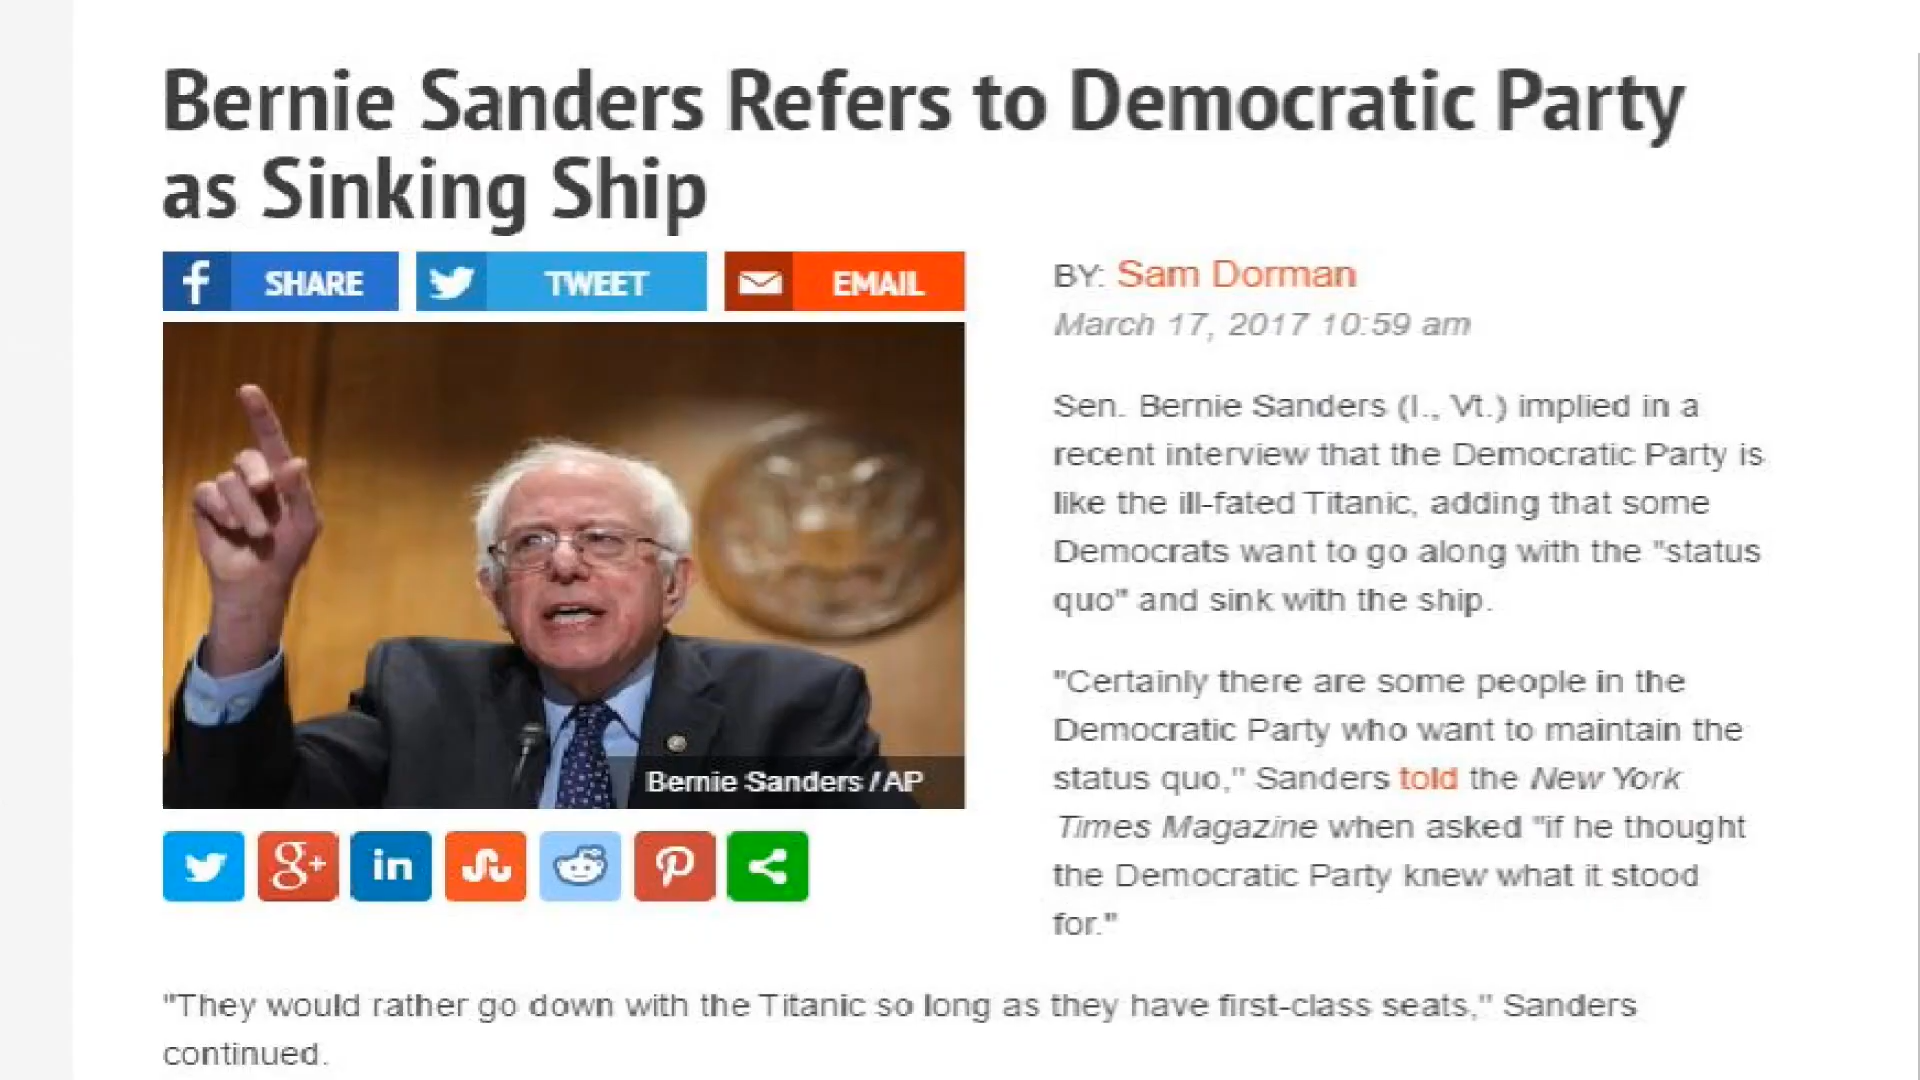 Bernie Sanders Refers to Democratic Party
as Sinking Ship
SHARE
TWEET
EMAIL
BY: Sam Dorman
March 17, 2017 10:59 am
Sen. Bernie Sanders (I., Vt.) implied in a
recent interview that the Democratic Party is
like the ill-fated Titanic, adding that some
Democrats want to go along with the "status
quo" and sink with the ship.
"Certainly there are some people in the
Democratic Party who want to maintain the
status quo," Sanders told the New York
Times Magazine when asked "if he thought
the Democratic Party knew what it stood
for."
Bernie Sanders / AP
g+
in
"They would rather go down with the Titanic so long as they have first-class seats," Sanders
continued.